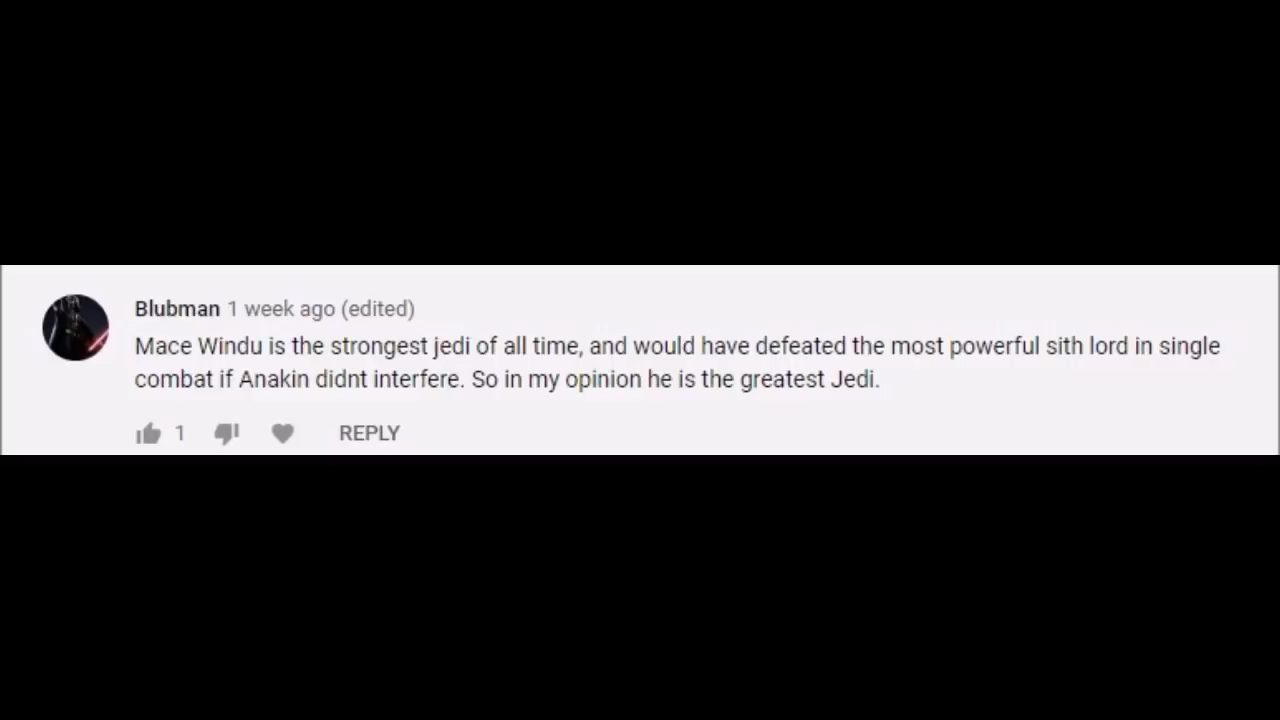 Blubman 1 week ago (edited)
Mace Windu is the strongest jedi of all time, and would have defeated the most powerful sith lord in single
combat if Anakin didnt interfere. So in my opinion he is the greatest Jedi.
1 REPLY